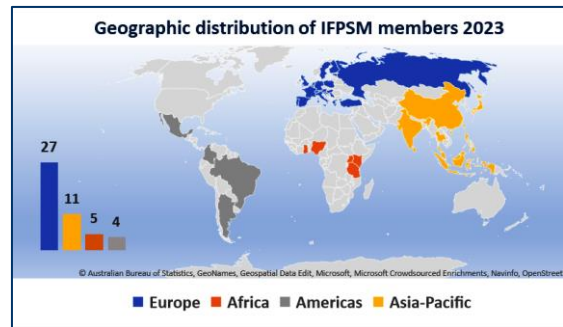 Geographic distribution of IFPSM members 2023
27
11
5
4
© Australian Bureau of Statistics, GeoNames, Geospatial Data Edit, Microsoft, Microsoft Crowdsourced Enrichments, Navinfo, OpenStreet
Europe Africa Americas Asia-Pacific